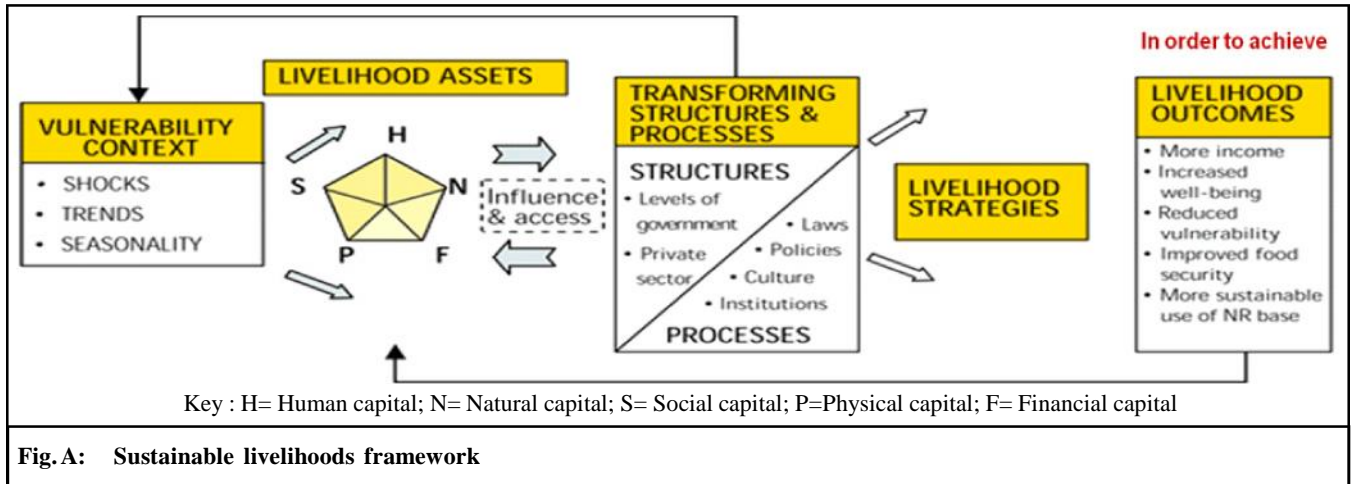 In order to achieve
LIVELIHOOD ASSETS
VULNERABILITY
CONTEXT
• SHOCKS
• TRENDS
• SEASONALITY
H
S
N
P
F
Influence
& access
TRANSFORMING
STRUCTURES &
PROCESSES
STRUCTURES
• Levels of
government
• Private
sector
• Laws
• Policies
• Culture
• Institutions
PROCESSES
LIVELIHOOD
STRATEGIES
LIVELIHOOD
OUTCOMES
• More income
• Increased
well-being
• Reduced
vulnerability
• Improved food
security
• More sustainable
use of NR base
Key : H= Human capital; N= Natural capital; S= Social capital; P=Physical capital; F= Financial capital
Fig. A: Sustainable livelihoods framework